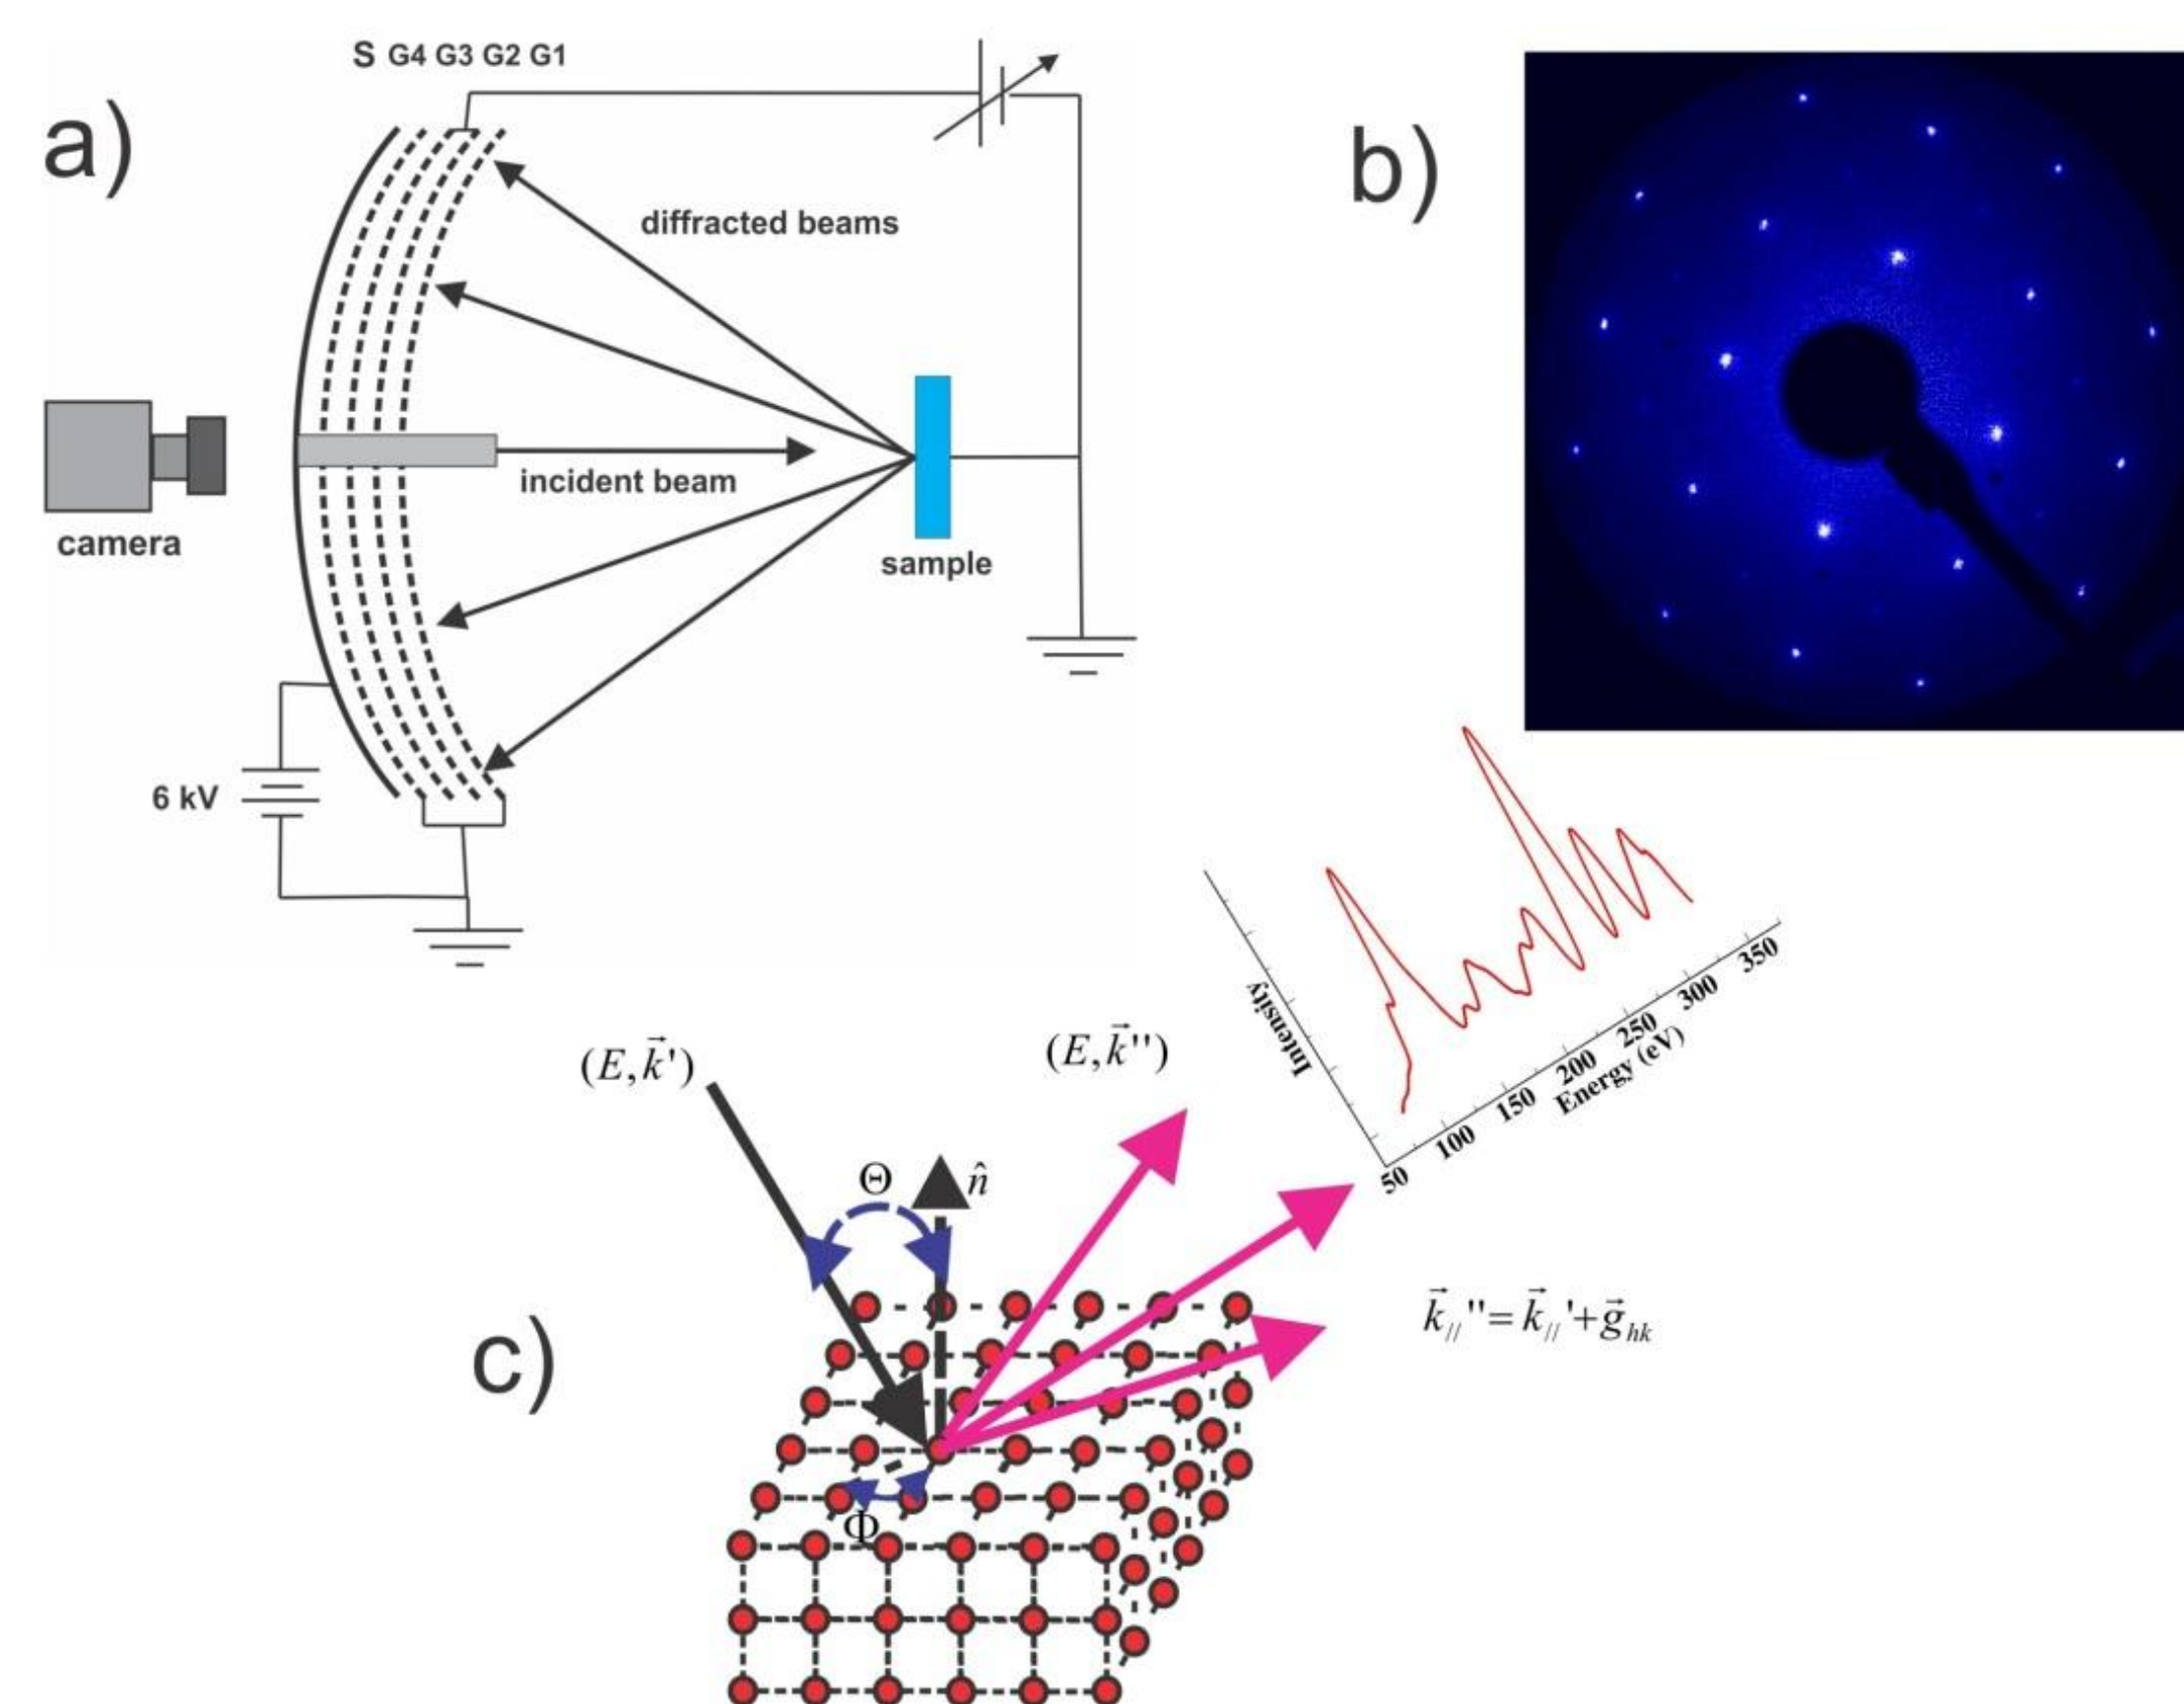 S G4 G3 G2 G1
a)
diffracted beams
incident beam
camera
sample
6 kV
b)
Intensity
50 100 150 200 250 300 350
Energy (eV)
(E, k⃗')
(E, k⃗'')
Θ
n̂
k⃗//''= k⃗//'+g⃗hk
c)
Φ